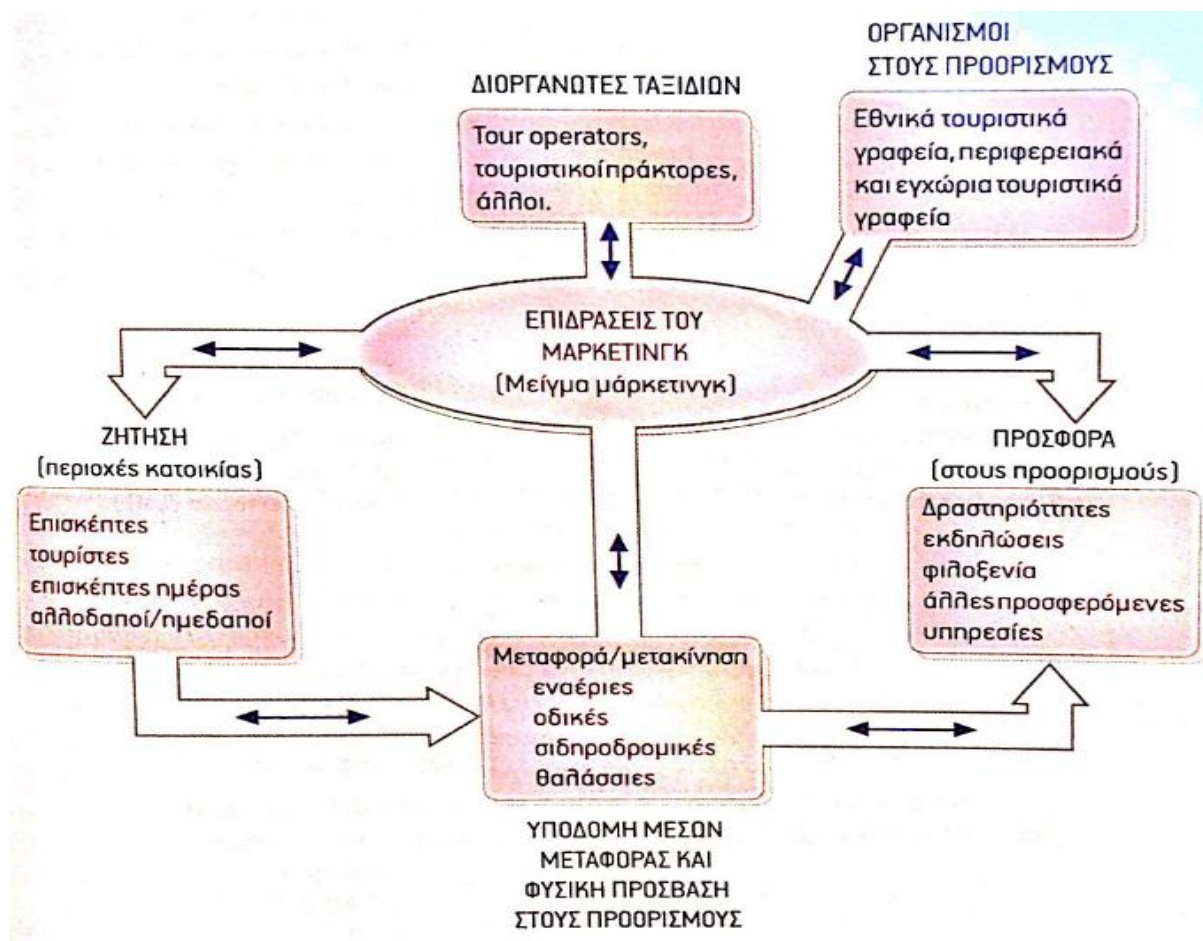 ΟΡΓΑΝΙΣΜΟΙ
ΣΤΟΥΣ ΠΡΟΟΡΙΣΜΟΥΣ
ΔΙΟΡΓΑΝΩΤΕΣ ΤΑΞΙΔΙΩΝ
Εθνικά τουριστικά
γραφεία, περιφερειακά
και εγχώρια τουριστικά
γραφεία
Tour operators,
τουριστικοί πράκτορες,
άλλοι.
ΕΠΙΔΡΑΣΕΙΣ ΤΟΥ
ΜΑΡΚΕΤΙΝΓΚ
(Μείγμα μάρκετινγκ)
ΖΗΤΗΣΗ
(περιοχές κατοικίας)
Επισκέπτες
τουρίστες
επισκέπτες ημέρας
αλλοδαποί/ημεδαποί
ΠΡΟΣΦΟΡΑ
(στους προορισμούς)
Δραστηριόττητες
εκδηλώσεις
φιλοξενία
άλλες προσφερόμενες
υπηρεσίες
Μεταφορά/μετακίνηση
εναέριες
οδικές
σιδηροδρομικές
θαλάσσιες
ΥΠΟΔΟΜΗ ΜΕΣΩΝ
ΜΕΤΑΦΟΡΑΣ ΚΑΙ
ΦΥΣΙΚΗ ΠΡΟΣΒΑΣΗ
ΣΤΟΥΣ ΠΡΟΟΡΙΣΜΟΥΣ